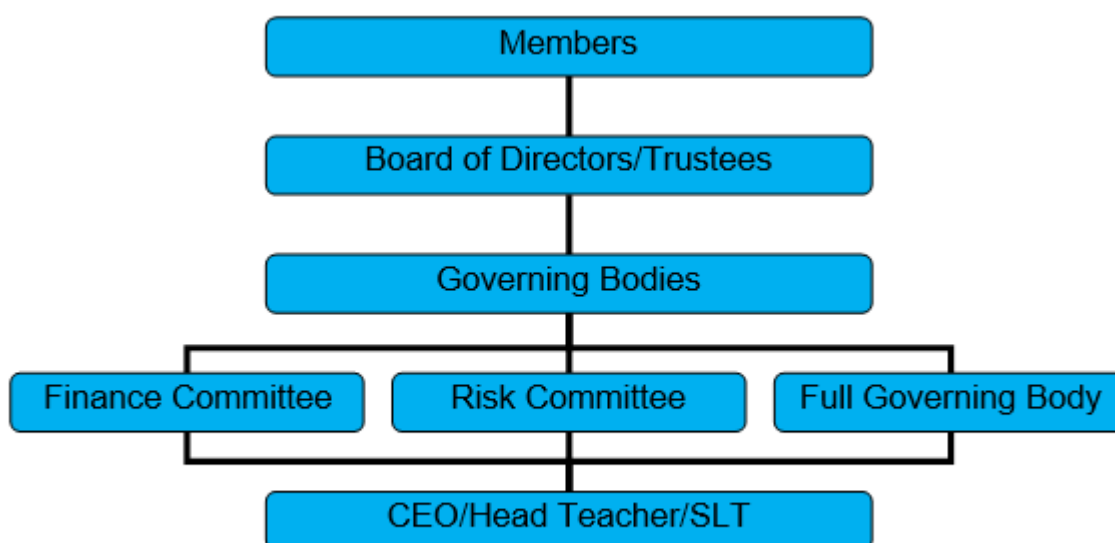 Members
Board of Directors/Trustees
Governing Bodies
Finance Committee
Risk Committee
Full Governing Body
CEO/Head Teacher/SLT